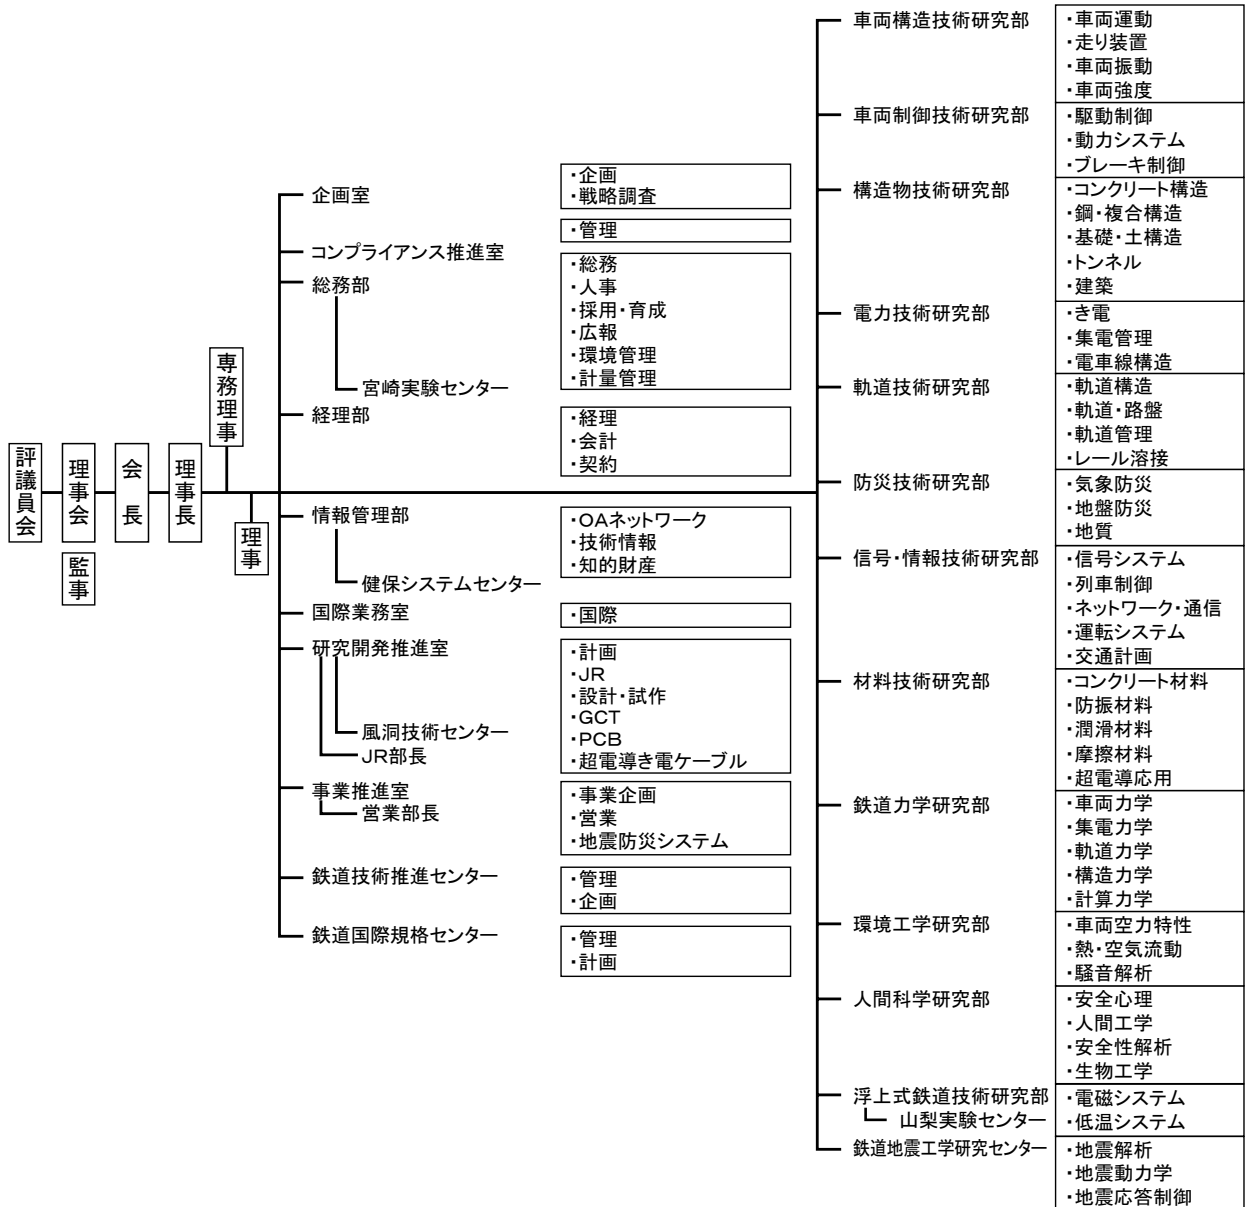 評議員会
理事会
監事
会長
理事長
専務理事
理事
企画室
・企画
・戦略調査
コンプライアンス推進室
・管理
総務部
・総務
・人事
・採用・育成
・広報
・環境管理
・計量管理
宮崎実験センター
経理部
・経理
・会計
・契約
情報管理部
・OAネットワーク
・技術情報
・知的財産
健保システムセンター
国際業務室
・国際
研究開発推進室
・計画
・JR
・設計・試作
・GCT
・PCB
・超電導き電ケーブル
風洞技術センター
JR部長
事業推進室
営業部長
・事業企画
・営業
・地震防災システム
鉄道技術推進センター
・管理
・企画
鉄道国際規格センター
・管理
・計画
車両構造技術研究部
・車両運動
・走り装置
・車両振動
・車両強度
車両制御技術研究部
・駆動制御
・動力システム
・ブレーキ制御
構造物技術研究部
・コンクリート構造
・鋼・複合構造
・基礎・土構造
・トンネル
・建築
電力技術研究部
・き電
・集電管理
・電車線構造
軌道技術研究部
・軌道構造
・軌道・路盤
・軌道管理
・レール溶接
防災技術研究部
・気象防災
・地盤防災
・地質
信号・情報技術研究部
・信号システム
・列車制御
・ネットワーク・通信
・運転システム
・交通計画
材料技術研究部
・コンクリート材料
・防振材料
・潤滑材料
・摩擦材料
・超電導応用
鉄道力学研究部
・車両力学
・集電力学
・軌道力学
・構造力学
・計算力学
環境工学研究部
・車両空力特性
・熱・空気流動
・騒音解析
人間科学研究部
・安全心理
・人間工学
・安全性解析
・生物工学
浮上式鉄道技術研究部
山梨実験センター
・電磁システム
・低温システム
鉄道地震工学研究センター
・地震解析
・地震動力学
・地震応答制御